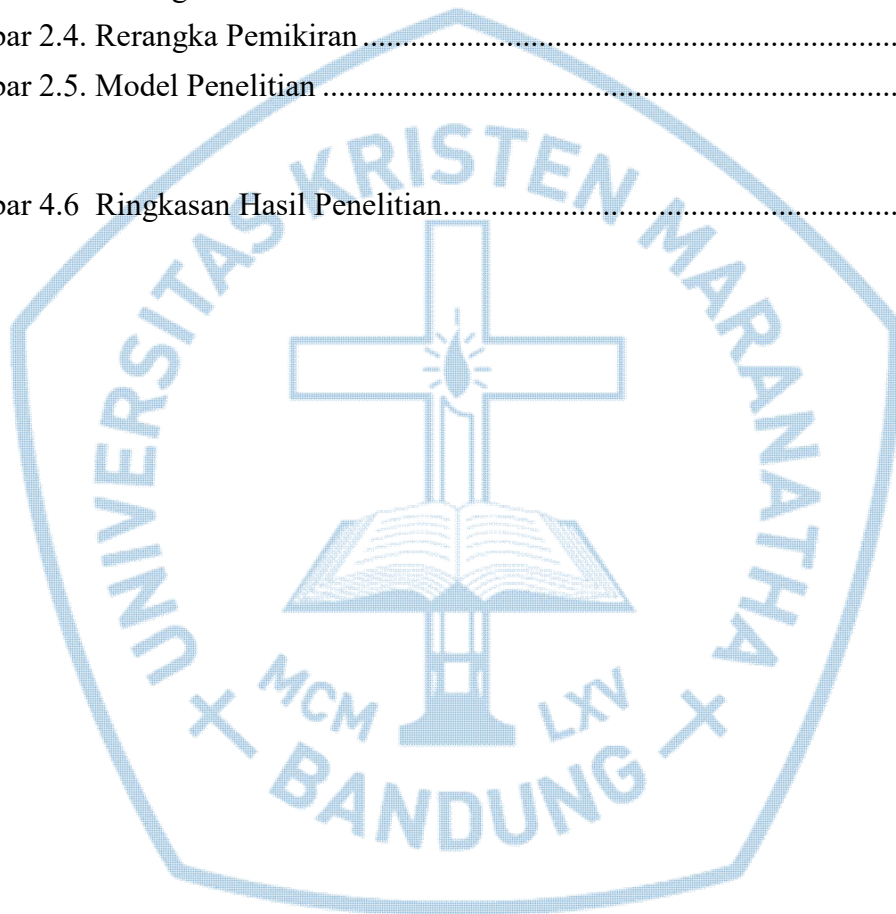 bar 2.4. Rerangka Pemikiran ........................................................................
bar 2.5. Model Penelitian .............................................................................
bar 4.6  Ringkasan Hasil Penelitian..............................................................
UNIVERSITAS KRISTEN MARANATHA
MCM LXV
BANDUNG